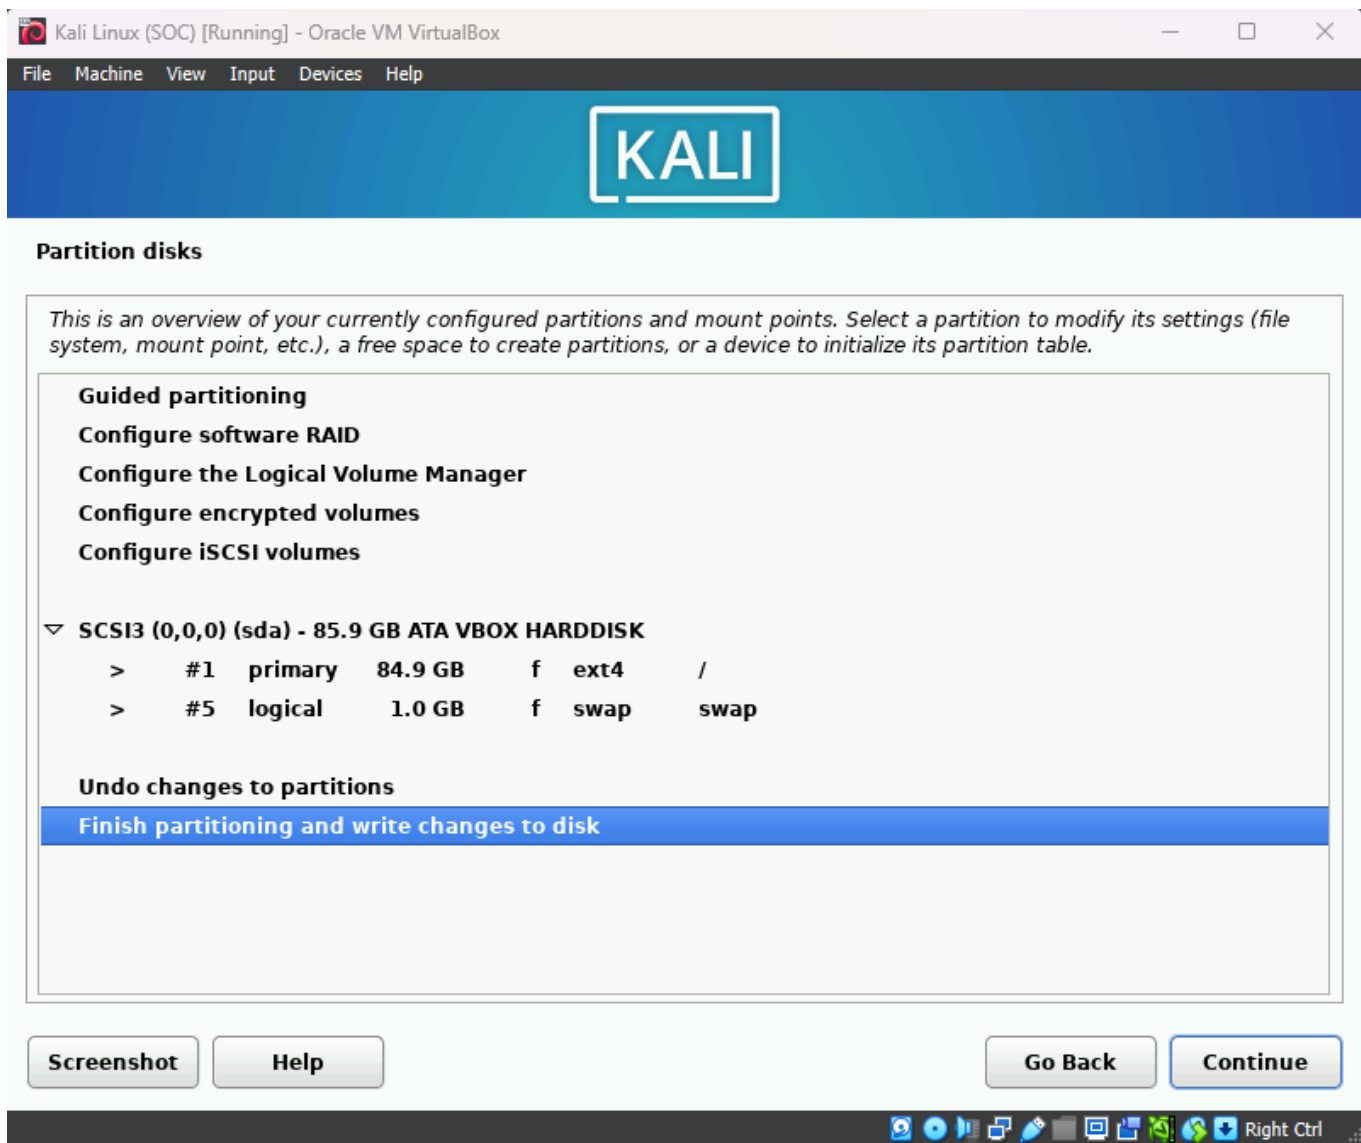 Kali Linux (SOC) [Running] - Oracle VM VirtualBox
File Machine View Input Devices Help
KALI
Partition disks
This is an overview of your currently configured partitions and mount points. Select a partition to modify its settings (file
system, mount point, etc.), a free space to create partitions, or a device to initialize its partition table.
Guided partitioning
Configure software RAID
Configure the Logical Volume Manager
Configure encrypted volumes
Configure iSCSI volumes
SCSI3 (0,0,0) (sda) - 85.9 GB ATA VBOX HARDDISK
> #1 primary 84.9 GB f ext4 /
> #5 logical 1.0 GB f swap swap
Undo changes to partitions
Finish partitioning and write changes to disk
Screenshot Help Go Back Continue
Right Ctrl